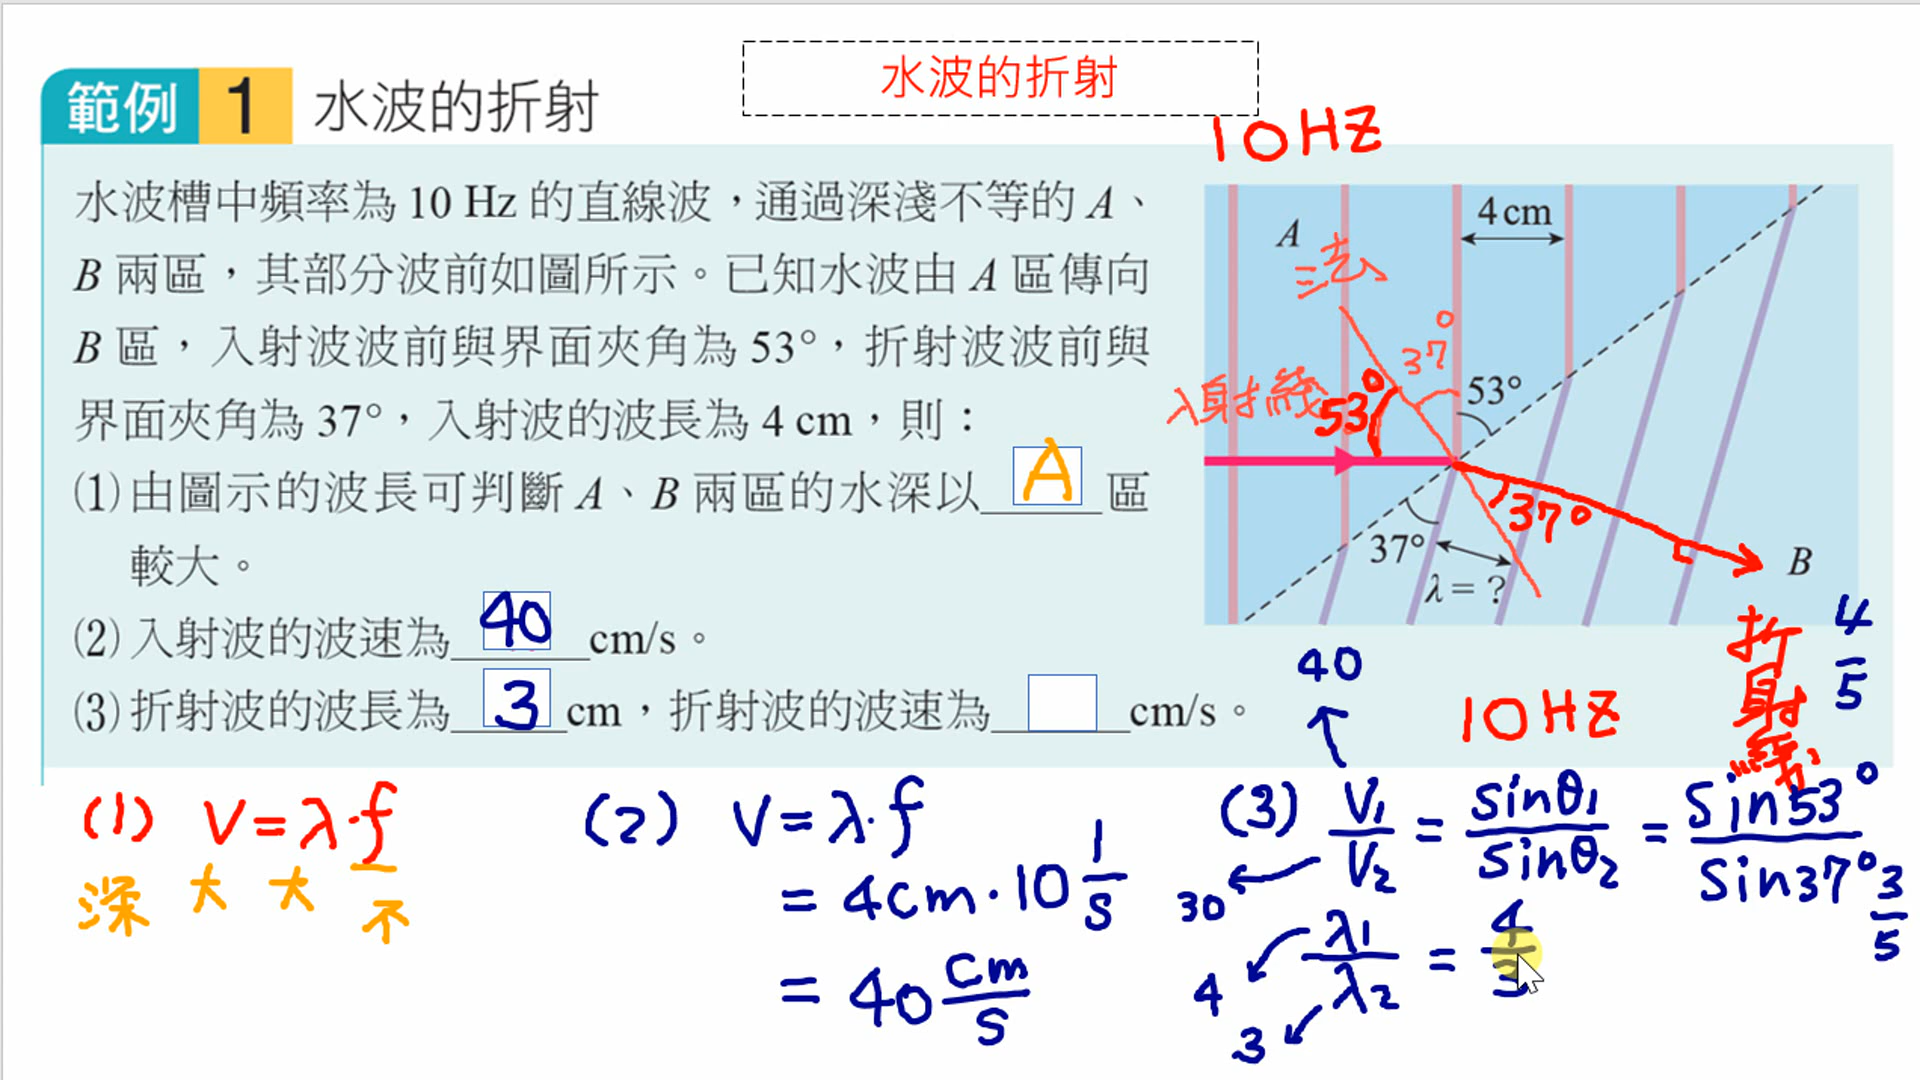 水波的折射
範例 1 水波的折射
10HZ
水波槽中頻率為 10 Hz 的直線波，通過深淺不等的 A、
B 兩區，其部分波前如圖所示。已知水波由 A 區傳向
B 區，入射波波前與界面夾角為 53°，折射波波前與
界面夾角為 37°，入射波的波長為 4 cm，則：
(1) 由圖示的波長可判斷 A、B 兩區的水深以 A 區
較大。
(2) 入射波的波速為 40 cm/s。
(3) 折射波的波長為 3 cm，折射波的波速為 cm/s。
A
4 cm
法
37°
53°
入射綫
53°
37°
37°
λ = ?
B
折射綫
4/5
40
10HZ
(1) V=λ·f
深 大 大 不
(2) V=λ·f
= 4cm·10 1/s
= 40 cm/s
(3) V1/V2 = sinθ1/sinθ2 = Sin53°/Sin37°
3/5
30
λ1/λ2 = 4/3
4
3